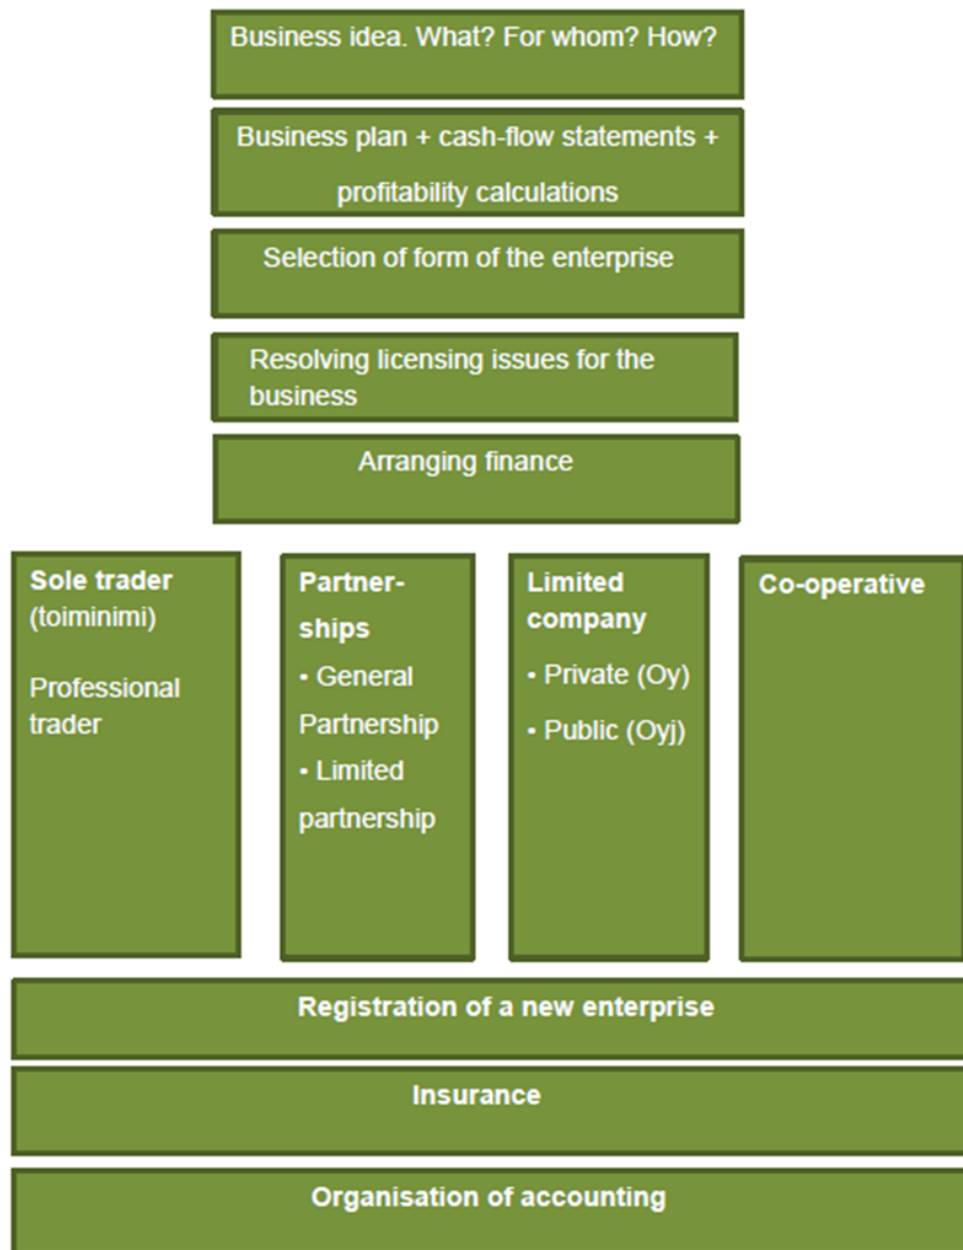 Business idea. What? For whom? How?
Business plan + cash-flow statements +
profitability calculations
Selection of form of the enterprise
Resolving licensing issues for the
business
Arranging finance
Sole trader
(toiminimi)
Professional
trader
Partner-
ships
• General
Partnership
• Limited
partnership
Limited
company
• Private (Oy)
• Public (Oyj)
Co-operative
Registration of a new enterprise
Insurance
Organisation of accounting